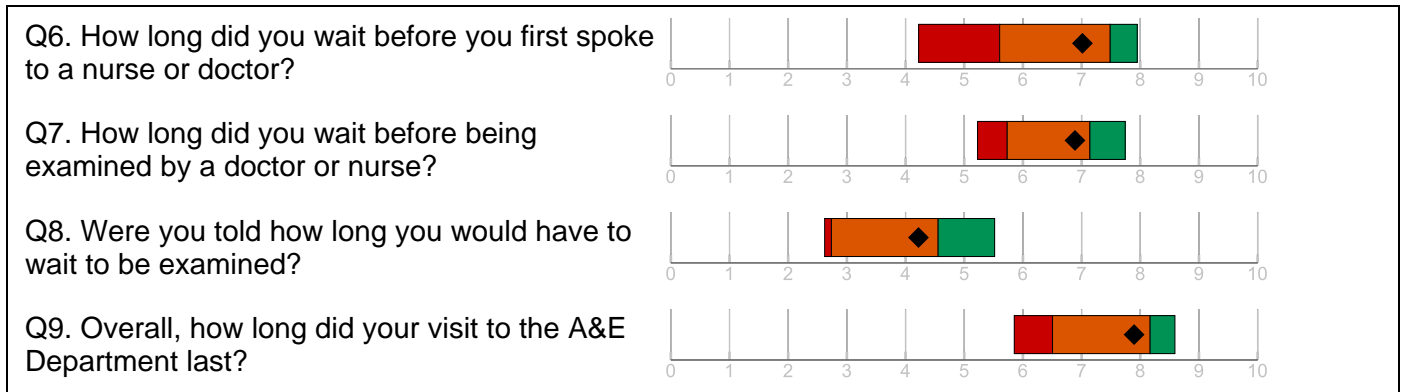 Q6. How long did you wait before you first spoke
to a nurse or doctor?
0 1 2 3 4 5 6 7 8 9 10
Q7. How long did you wait before being
examined by a doctor or nurse?
0 1 2 3 4 5 6 7 8 9 10
Q8. Were you told how long you would have to
wait to be examined?
0 1 2 3 4 5 6 7 8 9 10
Q9. Overall, how long did your visit to the A&E
Department last?
0 1 2 3 4 5 6 7 8 9 10